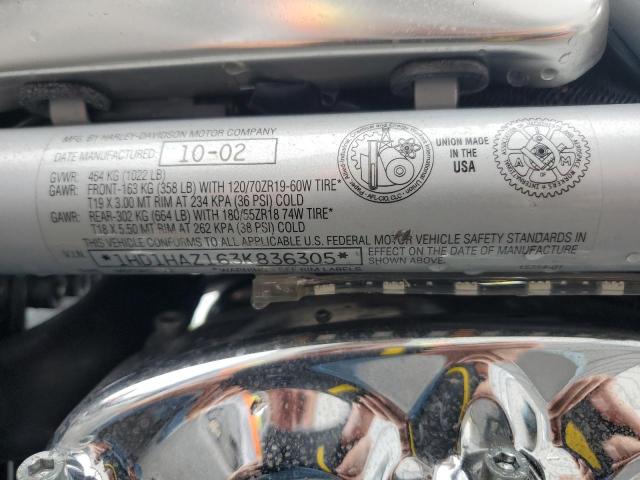 MFG. BY HARLEY-DAVIDSON MOTOR COMPANY
DATE MANUFACTURED 10-02
GVWR: 464 KG (1022 LB)
GAWR: FRONT-163 KG (358 LB) WITH 120/70ZR19-60W TIRE*
T19 X 3.00 MT RIM AT 234 KPA (36 PSI) COLD
GAWR: REAR-302 KG (664 LB) WITH 180/55ZR18 74W TIRE*
T18 X 5.50 MT RIM AT 262 KPA (38 PSI) COLD
THIS VEHICLE CONFORMS TO ALL APPLICABLE U.S. FEDERAL MOTOR VEHICLE SAFETY STANDARDS IN
EFFECT ON THE DATE OF MANUFACTURE
SHOWN ABOVE.
V.I.N. *1HD1HAZ163K836305*
UNION MADE
IN THE
USA
AFL-CIO, CLC
I A M